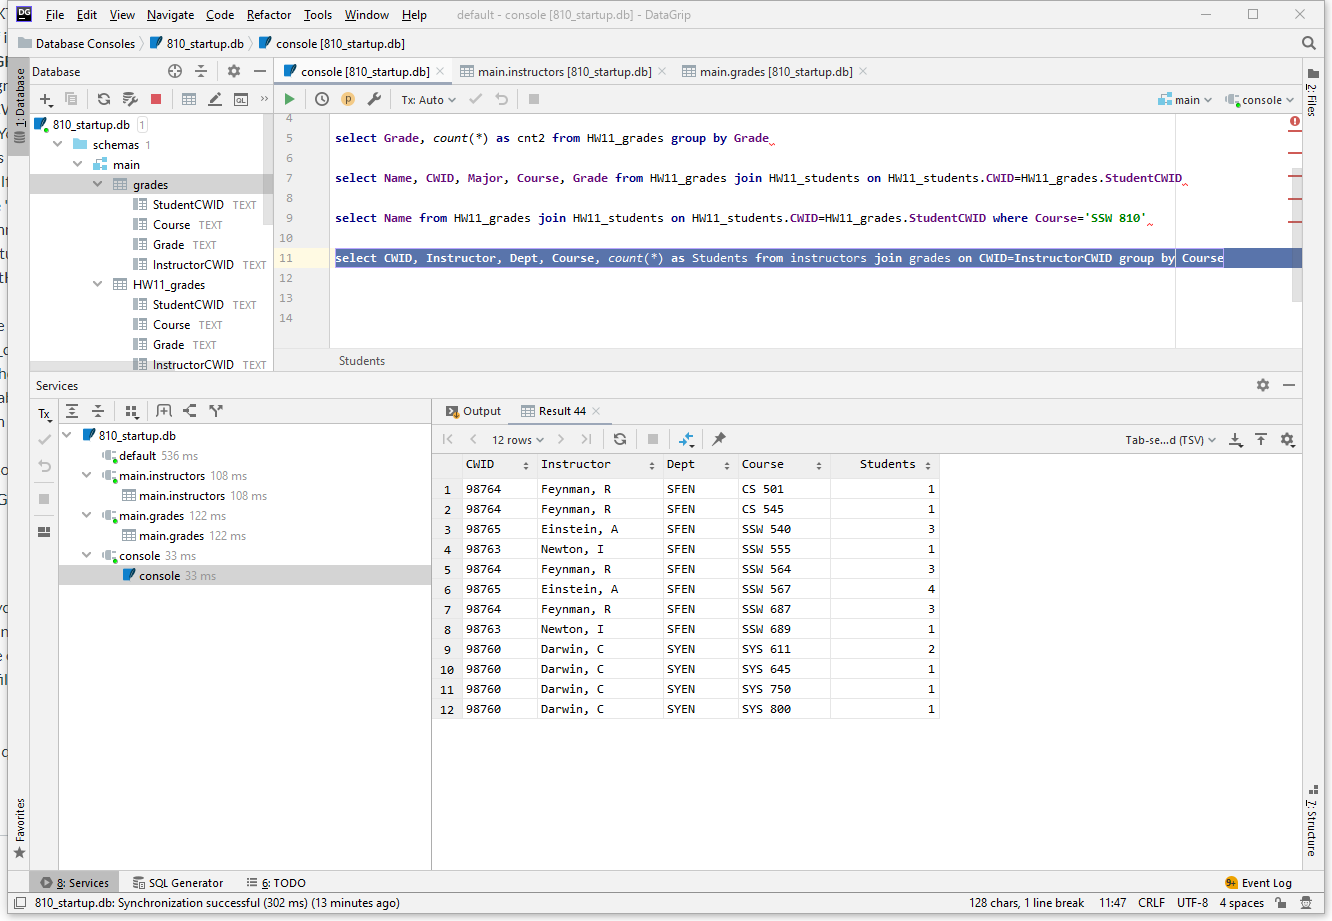 DG File Edit View Navigate Code Refactor Tools Window Help default - console [810_startup.db] - DataGrip
Database Consoles 810_startup.db console [810_startup.db]
1: Database
Database
console [810_startup.db] main.instructors [810_startup.db] main.grades [810_startup.db]
2: Files
Tx: Auto main console
810_startup.db 1
schemas 1
main
grades
StudentCWID TEXT
Course TEXT
Grade TEXT
InstructorCWID TEXT
HW11_grades
StudentCWID TEXT
Course TEXT
Grade TEXT
InstructorCWID TEXT
4
5 select Grade, count(*) as cnt2 from HW11_grades group by Grade
6
7 select Name, CWID, Major, Course, Grade from HW11_grades join HW11_students on HW11_students.CWID=HW11_grades.StudentCWID
8
9 select Name from HW11_grades join HW11_students on HW11_students.CWID=HW11_grades.StudentCWID where Course='SSW 810'
10
11 select CWID, Instructor, Dept, Course, count(*) as Students from instructors join grades on CWID=InstructorCWID group by Course
12
13
14
Students
Services
Tx
810_startup.db
default 536 ms
main.instructors 108 ms
main.instructors 108 ms
main.grades 122 ms
main.grades 122 ms
console 33 ms
console 33 ms
Output Result 44
12 rows Tab-se...d (TSV)
CWID Instructor Dept Course Students
1 98764 Feynman, R SFEN CS 501 1
2 98764 Feynman, R SFEN CS 545 1
3 98765 Einstein, A SFEN SSW 540 3
4 98763 Newton, I SFEN SSW 555 1
5 98764 Feynman, R SFEN SSW 564 3
6 98765 Einstein, A SFEN SSW 567 4
7 98764 Feynman, R SFEN SSW 687 3
8 98763 Newton, I SFEN SSW 689 1
9 98760 Darwin, C SYEN SYS 611 2
10 98760 Darwin, C SYEN SYS 645 1
11 98760 Darwin, C SYEN SYS 750 1
12 98760 Darwin, C SYEN SYS 800 1
Favorites
7: Structure
8: Services SQL Generator 6: TODO 9+ Event Log
810_startup.db: Synchronization successful (302 ms) (13 minutes ago) 128 chars, 1 line break 11:47 CRLF UTF-8 4 spaces